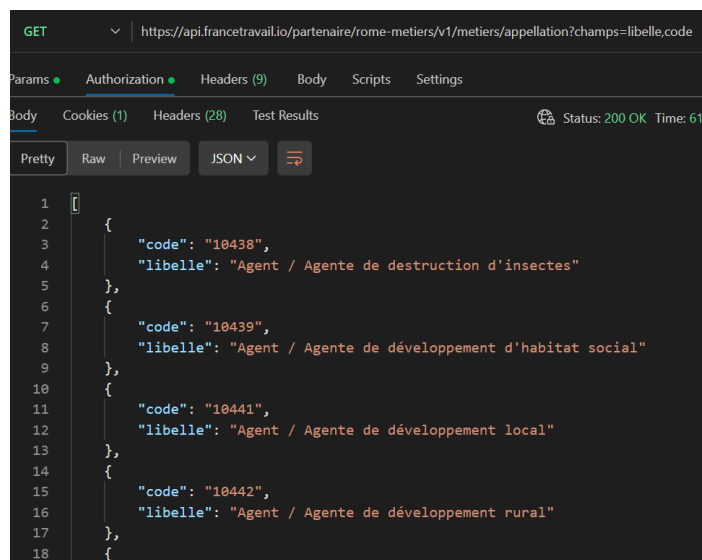 GET https://api.francetravail.io/partenaire/rome-metiers/v1/metiers/appellation?champs=libelle,code
Params Authorization Headers (9) Body Scripts Settings
Body Cookies (1) Headers (28) Test Results Status: 200 OK Time: 61
Pretty Raw Preview JSON
1 [
2 {
3 "code": "10438",
4 "libelle": "Agent / Agente de destruction d'insectes"
5 },
6 {
7 "code": "10439",
8 "libelle": "Agent / Agente de développement d'habitat social"
9 },
10 {
11 "code": "10441",
12 "libelle": "Agent / Agente de développement local"
13 },
14 {
15 "code": "10442",
16 "libelle": "Agent / Agente de développement rural"
17 },
18 {